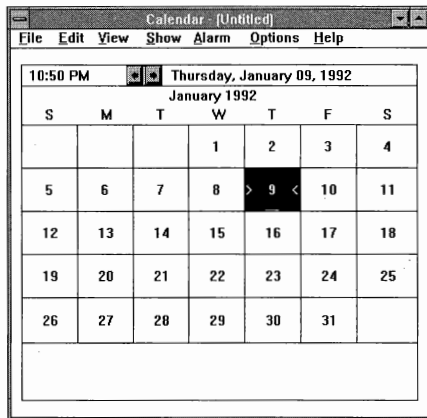 Calendar - [Untitled]
File Edit View Show Alarm Options Help
10:50 PM Thursday, January 09, 1992
January 1992
S M T W T F S
1 2 3 4
5 6 7 8 > 9 < 10 11
12 13 14 15 16 17 18
19 20 21 22 23 24 25
26 27 28 29 30 31